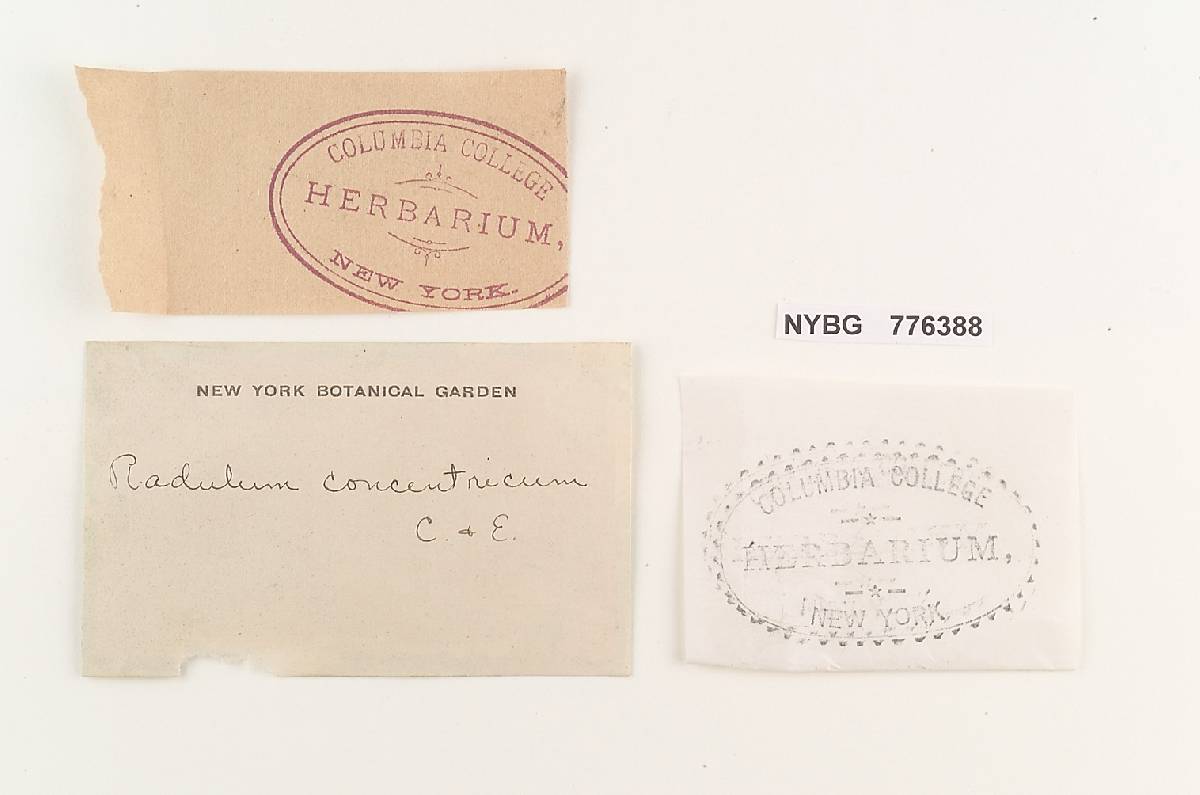 COLUMBIA COLLEGE
HERBARIUM,
NEW YORK.
NEW YORK BOTANICAL GARDEN
Radulum concentricum
C. & E.
NYBG 776388
COLUMBIA COLLEGE
HERBARIUM,
NEW YORK